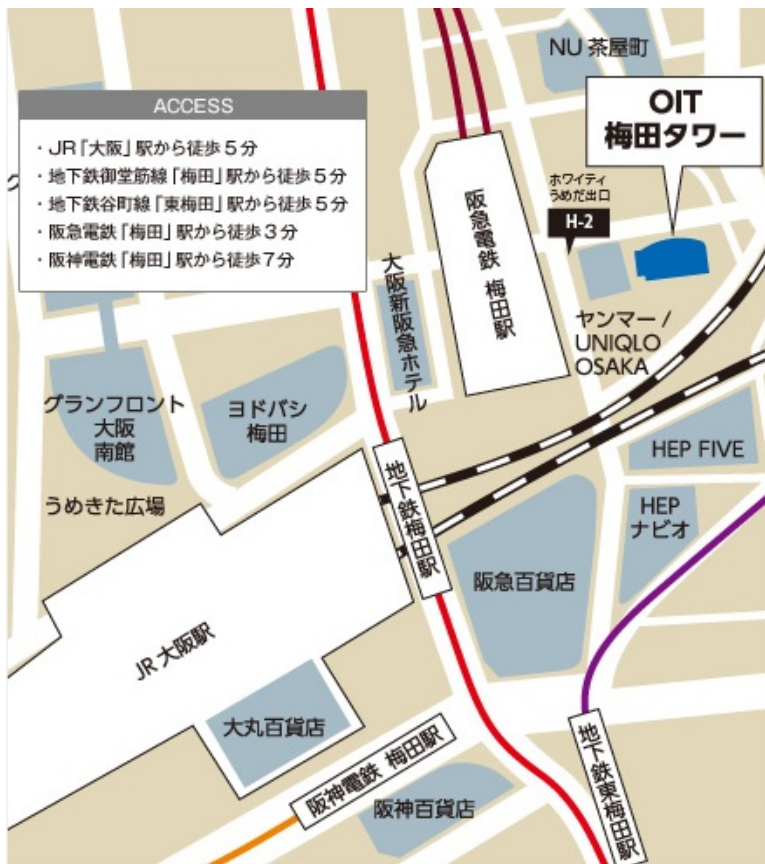 NU 茶屋町
ACCESS
・JR「大阪」駅から徒歩5分
・地下鉄御堂筋線「梅田」駅から徒歩5分
・地下鉄谷町線「東梅田」駅から徒歩5分
・阪急電鉄「梅田」駅から徒歩3分
・阪神電鉄「梅田」駅から徒歩7分
OIT
梅田タワー
ホワイティ
うめだ出口
H-2
阪急電鉄 梅田駅
大阪新阪急ホテル
ヤンマー /
UNIQLO
OSAKA
グランフロント
大阪
南館
ヨドバシ
梅田
HEP FIVE
地下鉄梅田駅
うめきた広場
HEP
ナビオ
阪急百貨店
JR 大阪駅
大丸百貨店
阪神電鉄 梅田駅
地下鉄東梅田駅
阪神百貨店